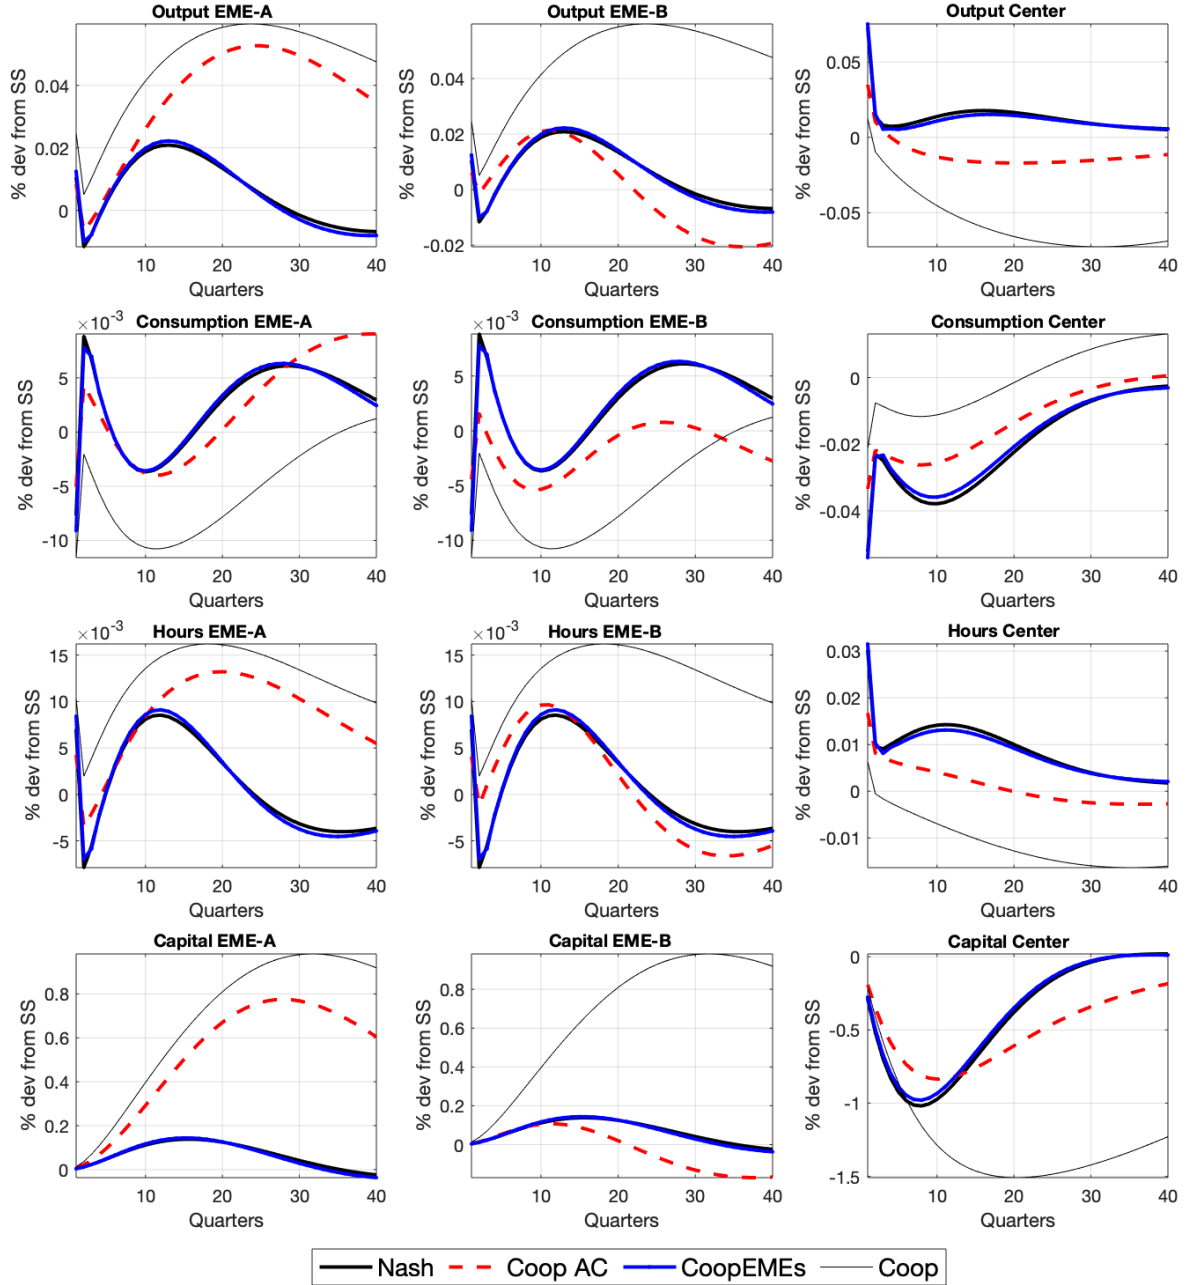 Output EME-A
% dev from SS
0.04
0.02
0
10 20 30 40
Quarters
Output EME-B
% dev from SS
0.06
0.04
0.02
0
-0.02
10 20 30 40
Quarters
Output Center
% dev from SS
0.05
0
-0.05
10 20 30 40
Quarters
×10-3
Consumption EME-A
% dev from SS
5
0
-5
-10
10 20 30 40
Quarters
×10-3
Consumption EME-B
% dev from SS
5
0
-5
-10
10 20 30 40
Quarters
Consumption Center
% dev from SS
0
-0.02
-0.04
10 20 30 40
Quarters
×10-3
Hours EME-A
% dev from SS
15
10
5
0
-5
10 20 30 40
Quarters
×10-3
Hours EME-B
% dev from SS
15
10
5
0
-5
10 20 30 40
Quarters
Hours Center
% dev from SS
0.03
0.02
0.01
0
-0.01
10 20 30 40
Quarters
Capital EME-A
% dev from SS
0.8
0.6
0.4
0.2
0
10 20 30 40
Quarters
Capital EME-B
% dev from SS
0.8
0.6
0.4
0.2
0
10 20 30 40
Quarters
Capital Center
% dev from SS
0
-0.5
-1
-1.5
10 20 30 40
Quarters
Nash Coop AC CoopEMEs Coop